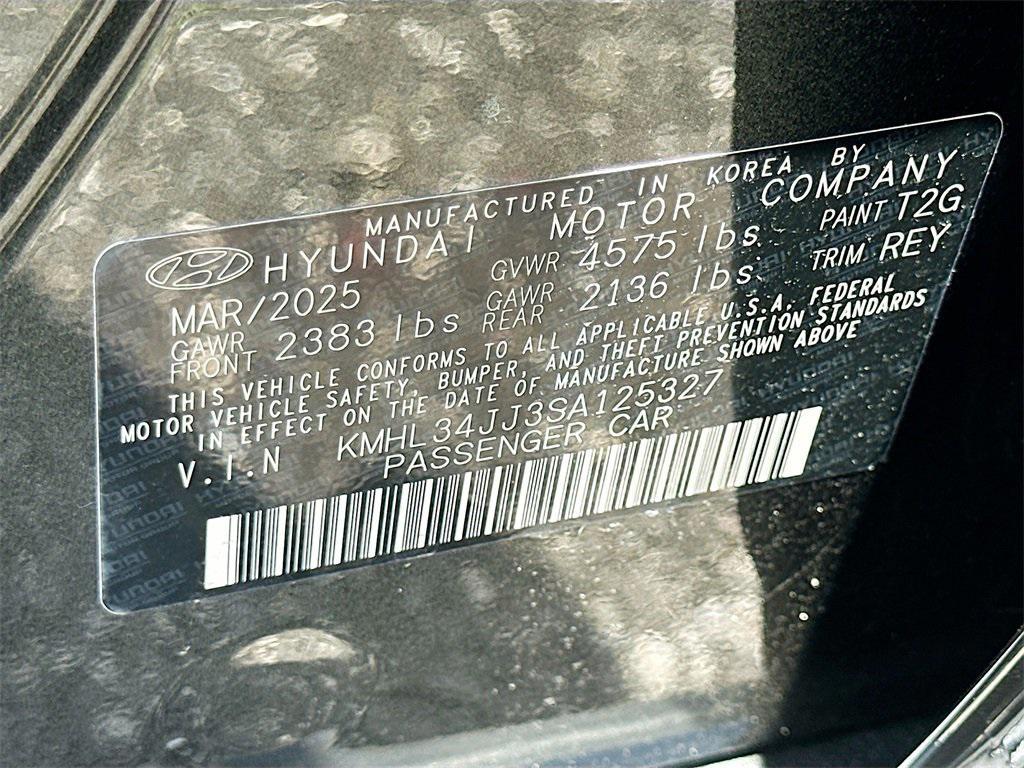 MANUFACTURED IN KOREA BY
HYUNDAI MOTOR COMPANY
MAR/2025 GVWR 4575 lbs PAINT T2G
GAWR FRONT 2383 lbs GAWR REAR 2136 lbs TRIM REY
THIS VEHICLE CONFORMS TO ALL APPLICABLE U.S.A. FEDERAL
MOTOR VEHICLE SAFETY, BUMPER, AND THEFT PREVENTION STANDARDS
IN EFFECT ON THE DATE OF MANUFACTURE SHOWN ABOVE
V.I.N KMHL34JJ3SA125327
PASSENGER CAR